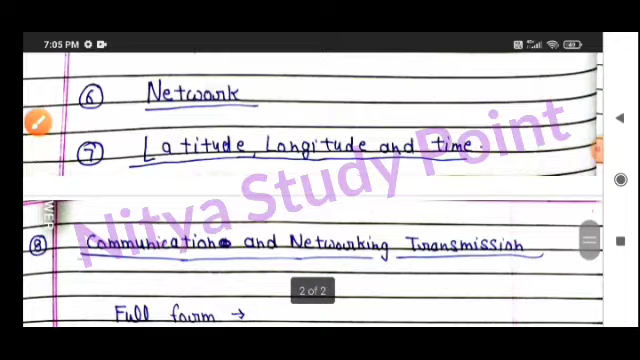 7:05 PM
6 Network
7 Latitude, Longitude and time.
Nitya Study Point
8 Communication and Networking Transmission
2 of 2
Full form →